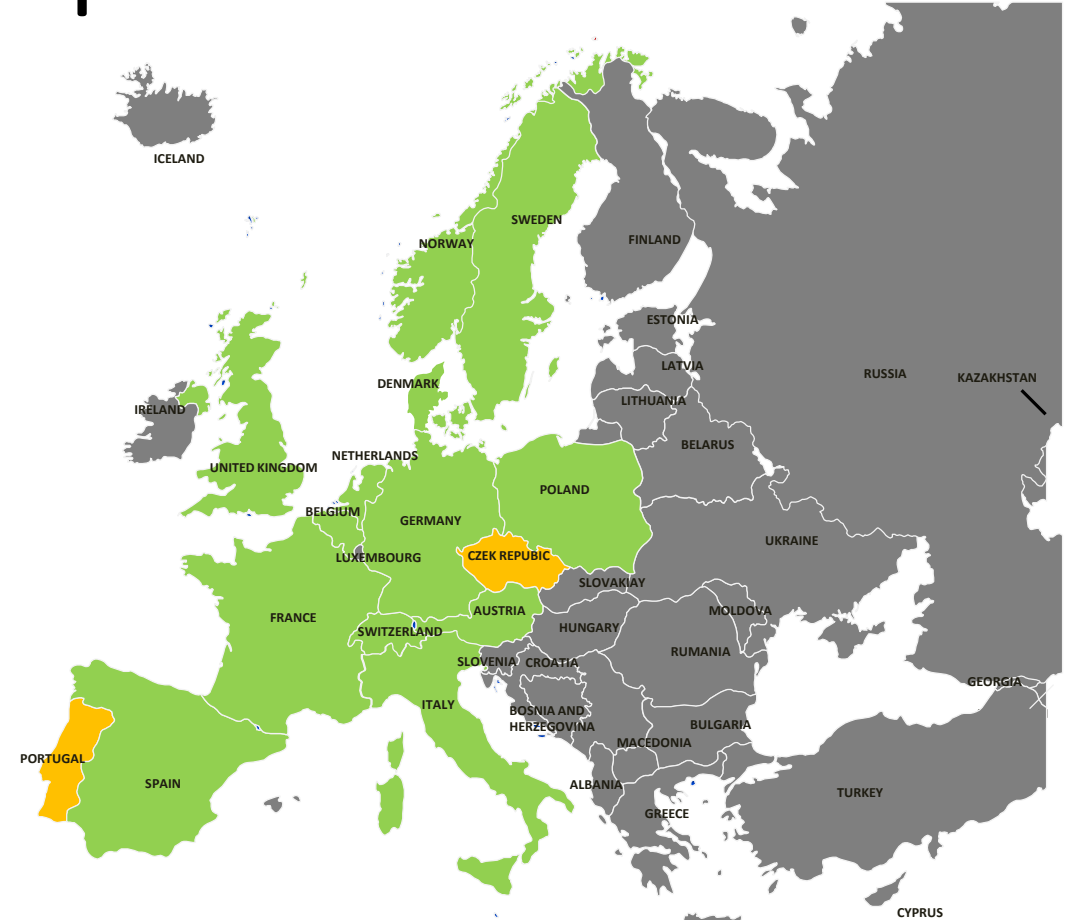 ICELAND
SWEDEN
NORWAY
FINLAND
ESTONIA
LATVIA
RUSSIA
KAZAKHSTAN
DENMARK
LITHUANIA
IRELAND
BELARUS
NETHERLANDS
UNITED KINGDOM
POLAND
BELGIUM
GERMANY
UKRAINE
LUXEMBOURG
CZEK REPUBIC
SLOVAKIAY
AUSTRIA
MOLDOVA
FRANCE
SWITZERLAND
HUNGARY
RUMANIA
SLOVENIA
CROATIA
GEORGIA
ITALY
BOSNIA AND
HERZEGOVINA
BULGARIA
MACEDONIA
PORTUGAL
SPAIN
ALBANIA
TURKEY
GREECE
CYPRUS